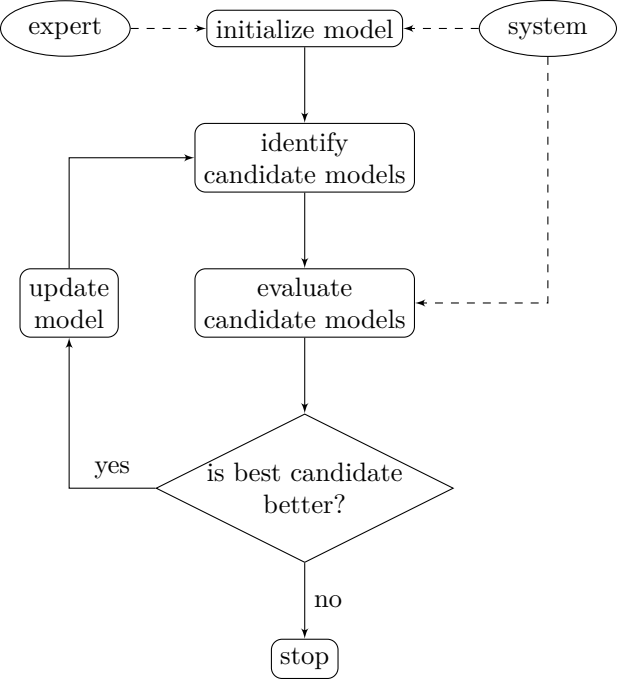 expert
initialize model
system
identify
candidate models
update
model
evaluate
candidate models
yes
is best candidate
better?
no
stop